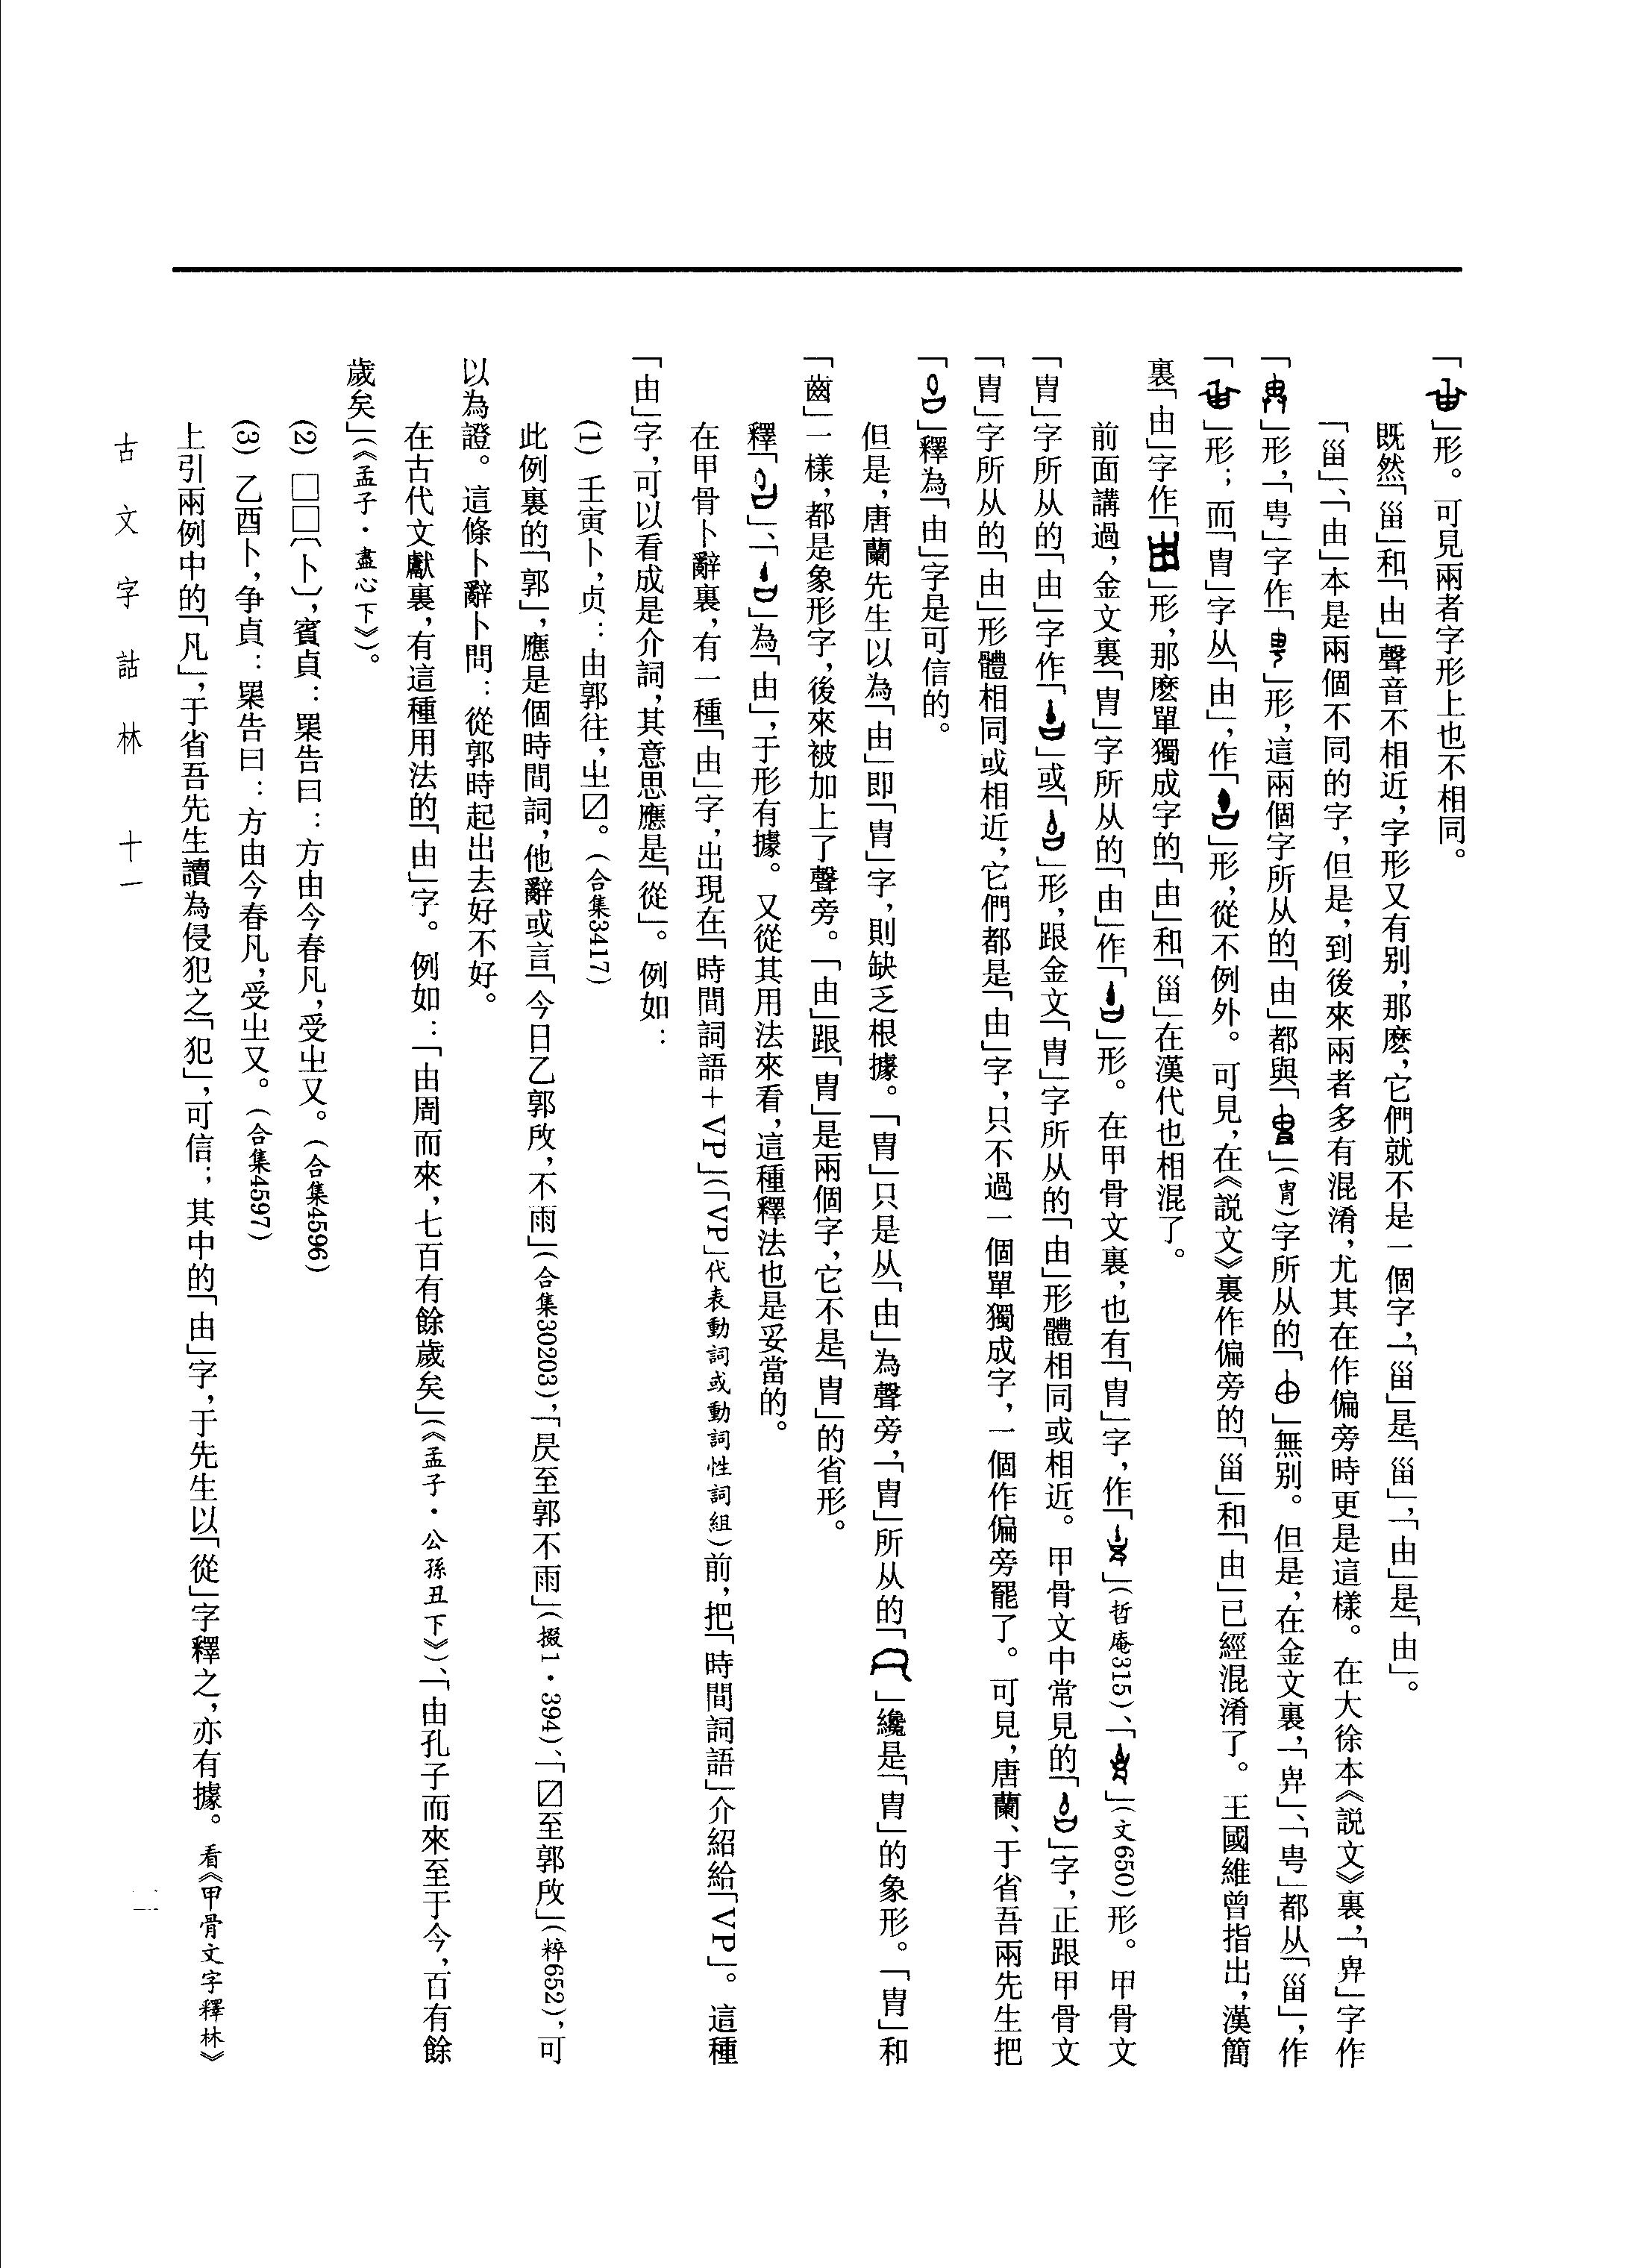 「」形。可見兩者字形上也不相同。
既然「甾」和「由」聲音不相近，字形又有別，那麽，它們就不是一個字，「甾」是「甾」，「由」是「由」。
「甾」、「由」本是兩個不同的字，但是，到後來兩者多有混淆，尤其在作偏旁時更是這樣。在大徐本《説文》裏，「畁」字作
「」形，「甹」字作「」形，這兩個字所从的「由」都與「」（胄）字所从的「」無別。但是，在金文裏，「畁」、「甹」都从「甾」，作
「」形；而「胄」字从「由」，作「」形，從不例外。可見，在《説文》裏作偏旁的「甾」和「由」已經混淆了。王國維曾指出，漢簡
裏「由」字作「」形，那麽單獨成字的「由」和「甾」在漢代也相混了。
前面講過，金文裏「胄」字所从的「由」作「」形。在甲骨文裏，也有「胄」字，作「」（哲庵315）、「」（文650）形。甲骨文
「胄」字所从的「由」字作「」或「」形，跟金文「胄」字所从的「由」形體相同或相近。甲骨文中常見的「」字，正跟甲骨文
「胄」字所从的「由」形體相同或相近，它們都是「由」字，只不過一個單獨成字，一個作偏旁罷了。可見，唐蘭、于省吾兩先生把
「」釋為「由」字是可信的。
但是，唐蘭先生以為「由」即「胄」字，則缺乏根據。「胄」只是从「由」為聲旁，「胄」所从的「」纔是「胄」的象形。「胄」和
「齒」一樣，都是象形字，後來被加上了聲旁。「由」跟「胄」是兩個字，它不是「胄」的省形。
釋「」、「」為「由」，于形有據。又從其用法來看，這種釋法也是妥當的。
在甲骨卜辭裏，有一種「由」字，出現在「時間詞語＋VP」（「VP」代表動詞或動詞性詞組）前，把「時間詞語」介紹給「VP」。這種
「由」字，可以看成是介詞，其意思應是「從」。例如：
(1) 壬寅卜，贞：由郭往，㞢〼。（合集3417）
此例裏的「郭」，應是個時間詞，他辭或言「今日乙郭啟，不雨」（合集30203），「昃至郭不雨」（掇1·394）、「〼至郭啟」（粹652），可
以為證。這條卜辭卜問：從郭時起出去好不好。
在古代文獻裏，有這種用法的「由」字。例如：「由周而來，七百有餘歲矣」（《孟子·公孫丑下》）、「由孔子而來至于今，百有餘
歲矣」（《孟子·盡心下》）。
(2) □□〔卜〕，賓貞：告曰：方由今春凡，受㞢又。（合集4596）
(3) 乙酉卜，争貞：告曰：方由今春凡，受㞢又。（合集4597）
上引兩例中的「凡」，于省吾先生讀為侵犯之「犯」，可信；其中的「由」字，于先生以「從」字釋之，亦有據。看《甲骨文字釋林》
古文字詁林 十一